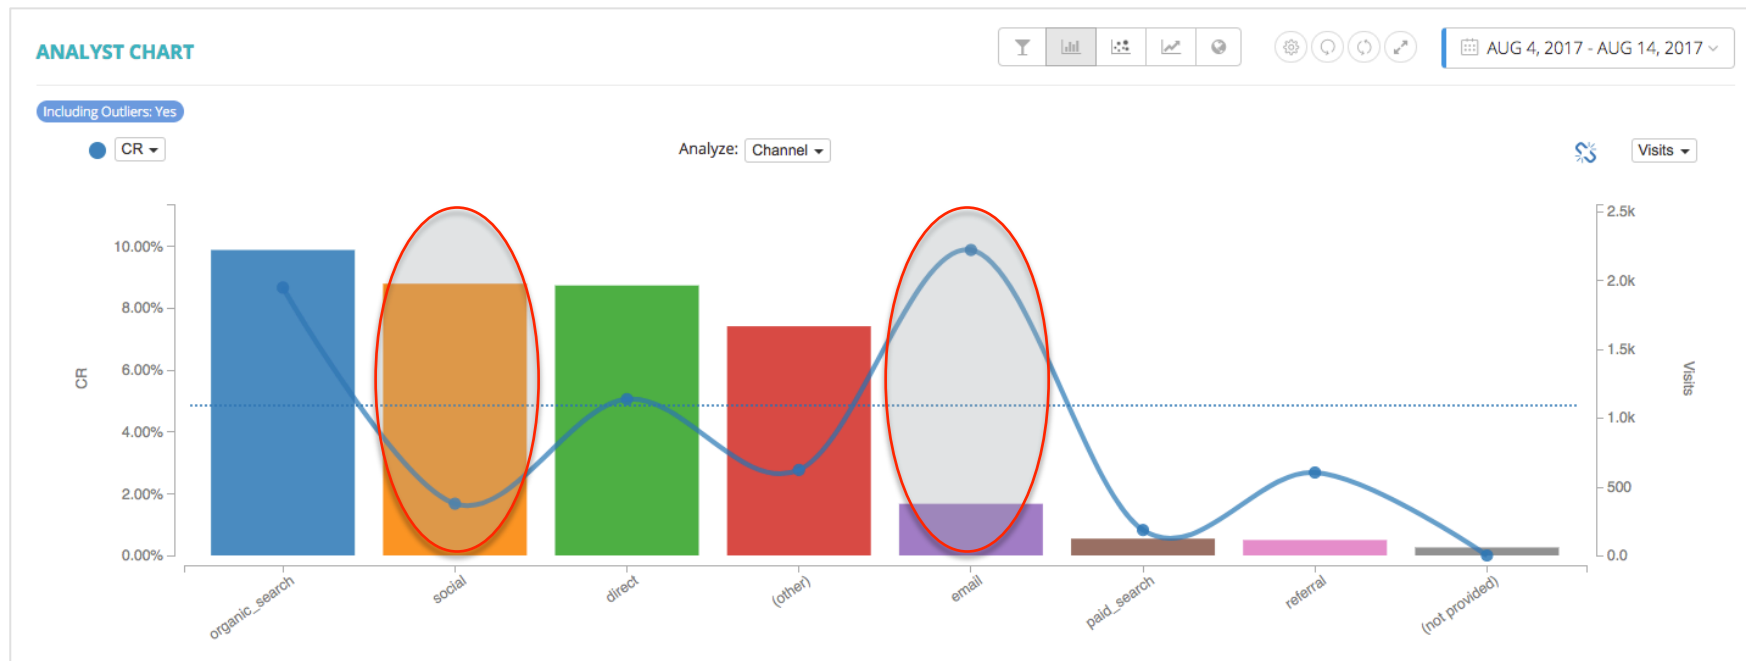 ANALYST CHART
AUG 4, 2017 - AUG 14, 2017
Including Outliers: Yes
CR
Analyze: Channel
Visits
10.00%
8.00%
6.00%
4.00%
2.00%
0.00%
CR
2.5k
2.0k
1.5k
1.0k
500
0.0
Visits
organic_search
social
direct
(other)
email
paid_search
referral
(not provided)